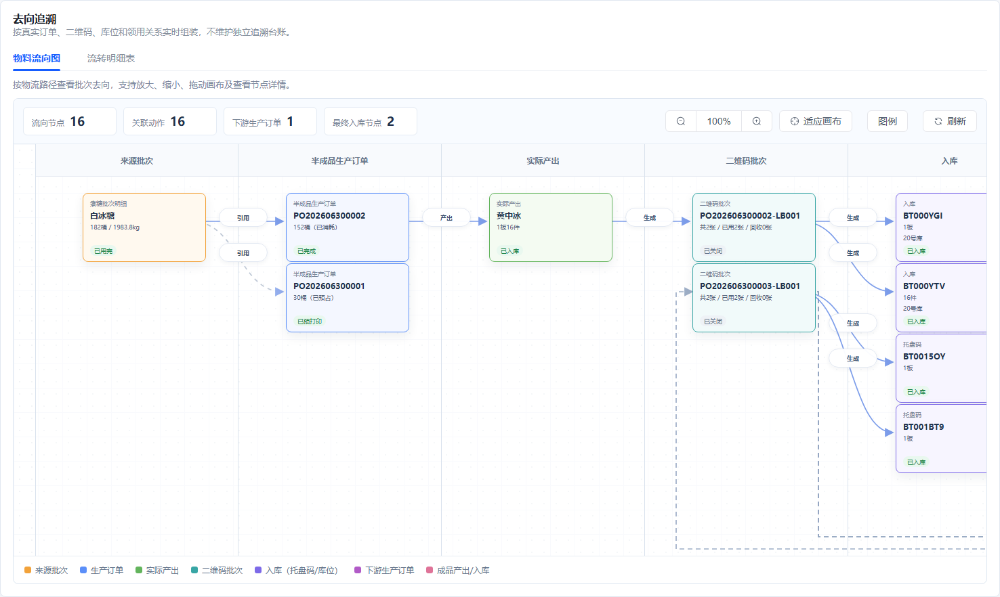 去向追溯
按真实订单、二维码、库位和领用关系实时组装，不维护独立追溯台账。
物料流向图 流转明细表
按物流路径查看批次去向，支持放大、缩小、拖动画布及查看节点详情。
流向节点 16 关联动作 16 下游生产订单 1 最终入库节点 2 100% 适应画布 图例 刷新
来源批次 半成品生产订单 实际产出 二维码批次 入库
煮糖批次明细
白冰糖
182桶 / 1983.8kg
已用完
引用
引用
半成品生产订单
PO202606300002
152桶（已消耗）
已完成
半成品生产订单
PO202606300001
30桶（已预占）
已预打印
产出
实际产出
黄中冰
1板16件
已入库
生成
二维码批次
PO202606300002-LB001
共2张 / 已用2张 / 回收0张
已关闭
二维码批次
PO202606300003-LB001
共2张 / 已用2张 / 回收0张
已关闭
生成
生成
生成
生成
入库
BT000YGI
1板
20号库
已入库
入库
BT000YTV
16件
20号库
已入库
托盘码
BT0015OY
1板
已入库
托盘码
BT001BT9
1板
已入库
来源批次 生产订单 实际产出 二维码批次 入库（托盘码/库位） 下游生产订单 成品产出/入库